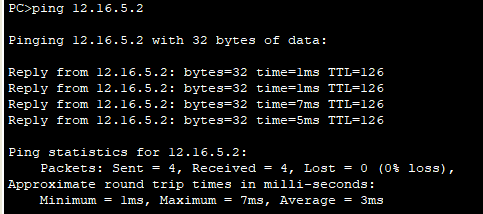 PC>ping 12.16.5.2
Pinging 12.16.5.2 with 32 bytes of data:
Reply from 12.16.5.2: bytes=32 time=1ms TTL=126
Reply from 12.16.5.2: bytes=32 time=1ms TTL=126
Reply from 12.16.5.2: bytes=32 time=7ms TTL=126
Reply from 12.16.5.2: bytes=32 time=5ms TTL=126
Ping statistics for 12.16.5.2:
Packets: Sent = 4, Received = 4, Lost = 0 (0% loss),
Approximate round trip times in milli-seconds:
Minimum = 1ms, Maximum = 7ms, Average = 3ms